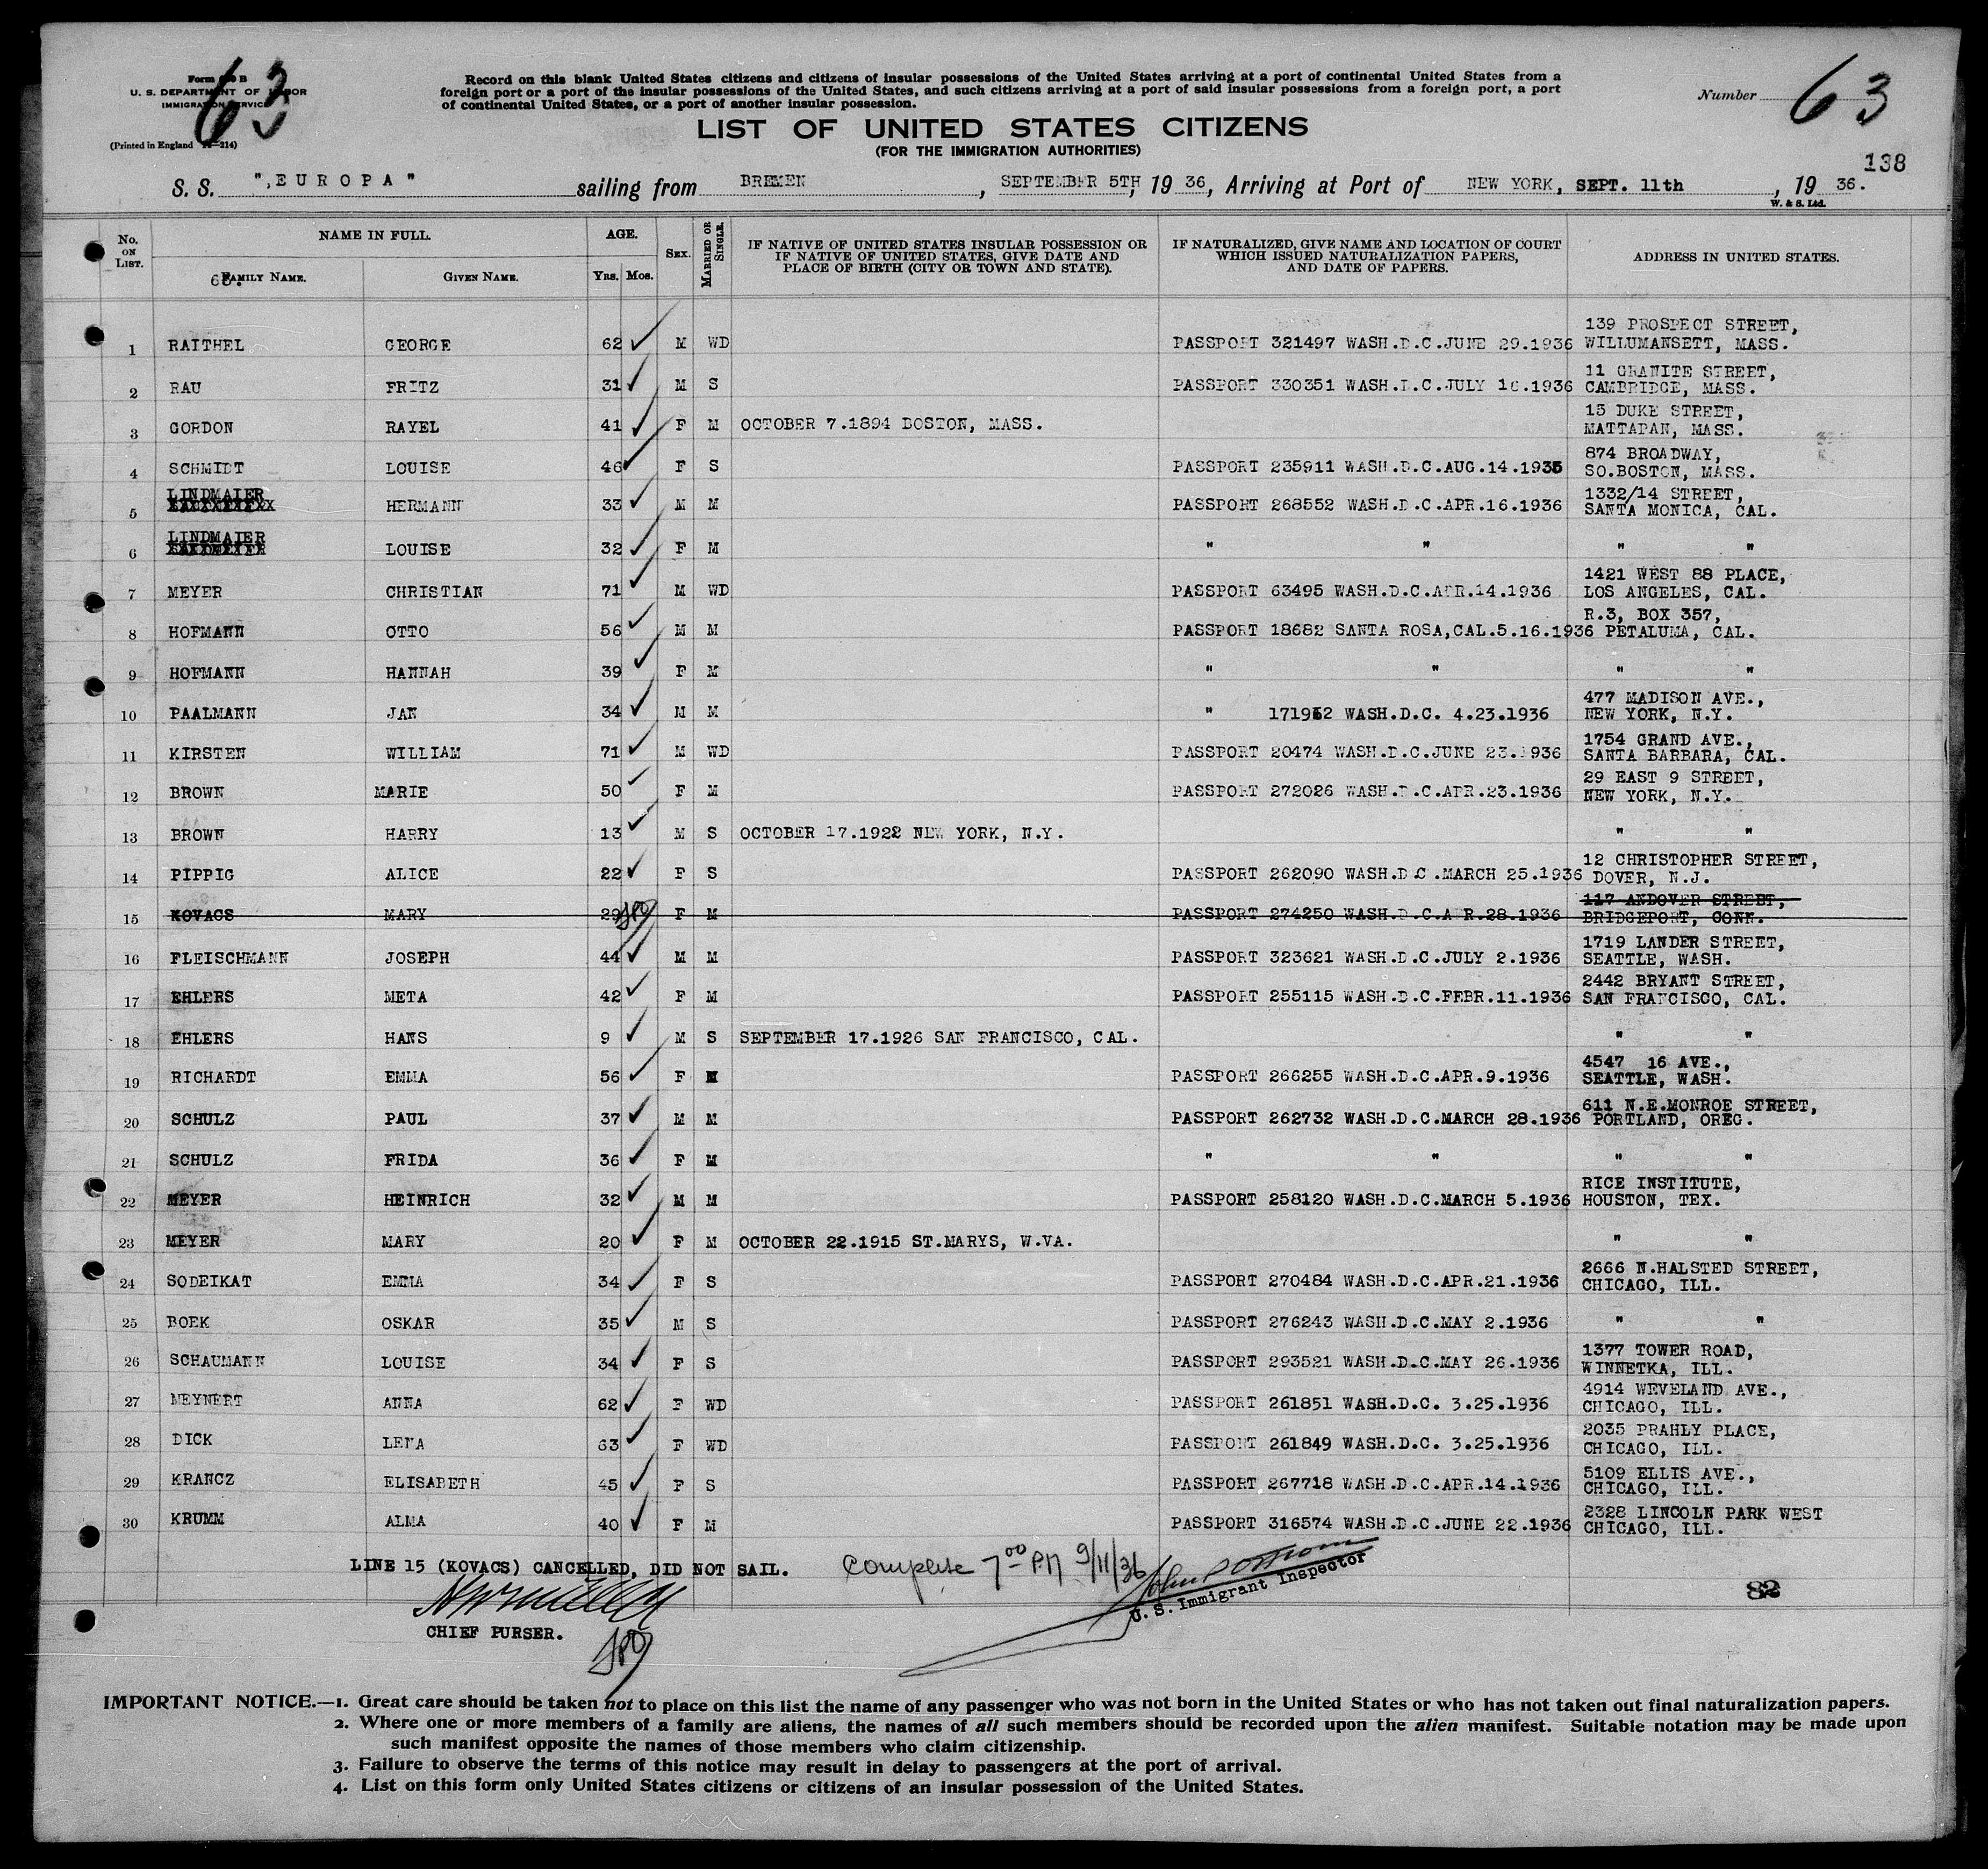 63
Form B
U. S. DEPARTMENT OF LABOR
IMMIGRATION SERVICE
(Printed in England —214)
Record on this blank United States citizens and citizens of insular possessions of the United States arriving at a port of continental United States from a
foreign port or a port of the insular possessions of the United States, and such citizens arriving at a port of said insular possessions from a foreign port, a port
of continental United States, or a port of another insular possession.
Number 63
LIST OF UNITED STATES CITIZENS
(FOR THE IMMIGRATION AUTHORITIES)
138
S. S. "EUROPA" sailing from BREMEN, SEPTEMBER 5TH, 19 36, Arriving at Port of NEW YORK, SEPT. 11th, 19 36.
W. & S. Ltd.
No. ON LIST. NAME IN FULL. FAMILY NAME. GIVEN NAME. AGE. YRS. MOS. SEX. MARRIED OR SINGLE. IF NATIVE OF UNITED STATES INSULAR POSSESSION OR IF NATIVE OF UNITED STATES, GIVE DATE AND PLACE OF BIRTH (CITY OR TOWN AND STATE). IF NATURALIZED, GIVE NAME AND LOCATION OF COURT WHICH ISSUED NATURALIZATION PAPERS, AND DATE OF PAPERS. ADDRESS IN UNITED STATES.
1 RAITHEL GEORGE 62 M WD PASSPORT 321497 WASH.D.C.JUNE 29.1936 139 PROSPECT STREET, WILLUMANSETT, MASS.
2 RAU FRITZ 31 M S PASSPORT 330351 WASH.D.C.JULY 16.1936 11 GRANITE STREET, CAMBRIDGE, MASS.
3 GORDON RAYEL 41 F M OCTOBER 7.1894 BOSTON, MASS. 15 DUKE STREET, MATTAPAN, MASS.
4 SCHMIDT LOUISE 46 F S PASSPORT 235911 WASH.D.C.AUG.14.1935 874 BROADWAY, SO.BOSTON, MASS.
5 LINDMAIER HERMANN 33 M M PASSPORT 268552 WASH.D.C.APR.16.1936 1332/14 STREET, SANTA MONICA, CAL.
6 LINDMAIER LOUISE 32 F M " " " "
7 MEYER CHRISTIAN 71 M WD PASSPORT 63495 WASH.D.C.APR.14.1936 1421 WEST 88 PLACE, LOS ANGELES, CAL.
8 HOFMANN OTTO 56 M M PASSPORT 18682 SANTA ROSA,CAL.5.16.1936 R.3, BOX 357, PETALUMA, CAL.
9 HOFMANN HANNAH 39 F M " " " "
10 PAALMANN JAN 34 M M " 171912 WASH.D.C. 4.23.1936 477 MADISON AVE., NEW YORK, N.Y.
11 KIRSTEN WILLIAM 71 M WD PASSPORT 20474 WASH.D.C.JUNE 23.1936 1754 GRAND AVE., SANTA BARBARA, CAL.
12 BROWN MARIE 50 F M PASSPORT 272026 WASH.D.C.APR.23.1936 29 EAST 9 STREET, NEW YORK, N.Y.
13 BROWN HARRY 13 M S OCTOBER 17.1922 NEW YORK, N.Y. " "
14 PIPPIG ALICE 22 F S PASSPORT 262090 WASH.D.C.MARCH 25.1936 12 CHRISTOPHER STREET, DOVER, N.J.
15 KOVACS MARY 29 F M PASSPORT 274250 WASH.D.C.APR.28.1936 117 ANDOVER STREET, BRIDGEPORT, CONN.
16 FLEISCHMANN JOSEPH 44 M M PASSPORT 323621 WASH.D.C.JULY 2.1936 1719 LANDER STREET, SEATTLE, WASH.
17 EHLERS META 42 F M PASSPORT 255115 WASH.D.C.FEBR.11.1936 2442 BRYANT STREET, SAN FRANCISCO, CAL.
18 EHLERS HANS 9 M S SEPTEMBER 17.1926 SAN FRANCISCO, CAL. " "
19 RICHARDT EMMA 56 F M PASSPORT 266255 WASH.D.C.APR.9.1936 4547 16 AVE., SEATTLE, WASH.
20 SCHULZ PAUL 37 M M PASSPORT 262732 WASH.D.C.MARCH 28.1936 611 N.E.MONROE STREET, PORTLAND, OREG.
21 SCHULZ FRIDA 36 F M " " " "
22 MEYER HEINRICH 32 M M PASSPORT 258120 WASH.D.C.MARCH 5.1936 RICE INSTITUTE, HOUSTON, TEX.
23 MEYER MARY 20 F M OCTOBER 22.1915 ST.MARYS, W.VA. " "
24 SODEIKAT EMMA 34 F S PASSPORT 270484 WASH.D.C.APR.21.1936 2666 N.HALSTED STREET, CHICAGO, ILL.
25 BOEK OSKAR 35 M S PASSPORT 276243 WASH.D.C.MAY 2.1936 " "
26 SCHAUMANN LOUISE 34 F S PASSPORT 293521 WASH.D.C.MAY 26.1936 1377 TOWER ROAD, WINNETKA, ILL.
27 MEYNERT ANNA 62 F WD PASSPORT 261851 WASH.D.C. 3.25.1936 4914 WEVELAND AVE., CHICAGO, ILL.
28 DICK LENA 63 F WD PASSPORT 261849 WASH.D.C. 3.25.1936 2035 PRAHLY PLACE, CHICAGO, ILL.
29 KRANCZ ELISABETH 45 F S PASSPORT 267718 WASH.D.C.APR.14.1936 5109 ELLIS AVE., CHICAGO, ILL.
30 KRUMM ALMA 40 F M PASSPORT 316574 WASH.D.C.JUNE 22.1936 2328 LINCOLN PARK WEST CHICAGO, ILL.
LINE 15 (KOVACS) CANCELLED, DID NOT SAIL. Complete 7 00 P.M 9/11/36
U. S. Immigrant Inspector
82
CHIEF PURSER.
IMPORTANT NOTICE.—1. Great care should be taken not to place on this list the name of any passenger who was not born in the United States or who has not taken out final naturalization papers.
2. Where one or more members of a family are aliens, the names of all such members should be recorded upon the alien manifest. Suitable notation may be made upon
such manifest opposite the names of those members who claim citizenship.
3. Failure to observe the terms of this notice may result in delay to passengers at the port of arrival.
4. List on this form only United States citizens or citizens of an insular possession of the United States.